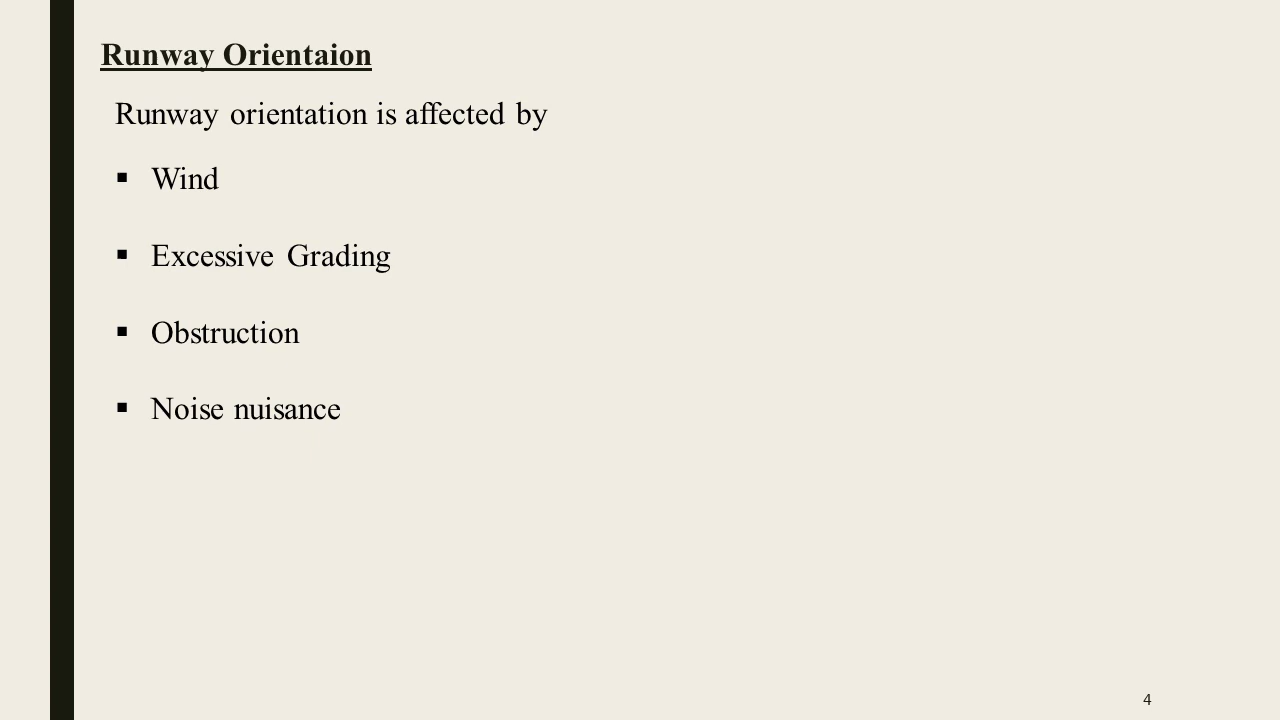 Runway Orientaion
Runway orientation is affected by
▪ Wind
▪ Excessive Grading
▪ Obstruction
▪ Noise nuisance
4